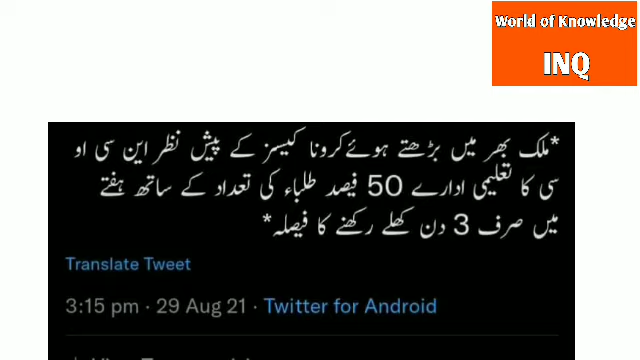 World of Knowledge
INQ
*ملک بھر میں بڑھتے ہوئے کرونا کیسز کے پیش نظر این سی او
سی کا تعلیمی ادارے 50 فیصد طلباء کی تعداد کے ساتھ ہفتے
میں صرف 3 دن کھلے رکھنے کا فیصلہ*
Translate Tweet
3:15 pm · 29 Aug 21 · Twitter for Android